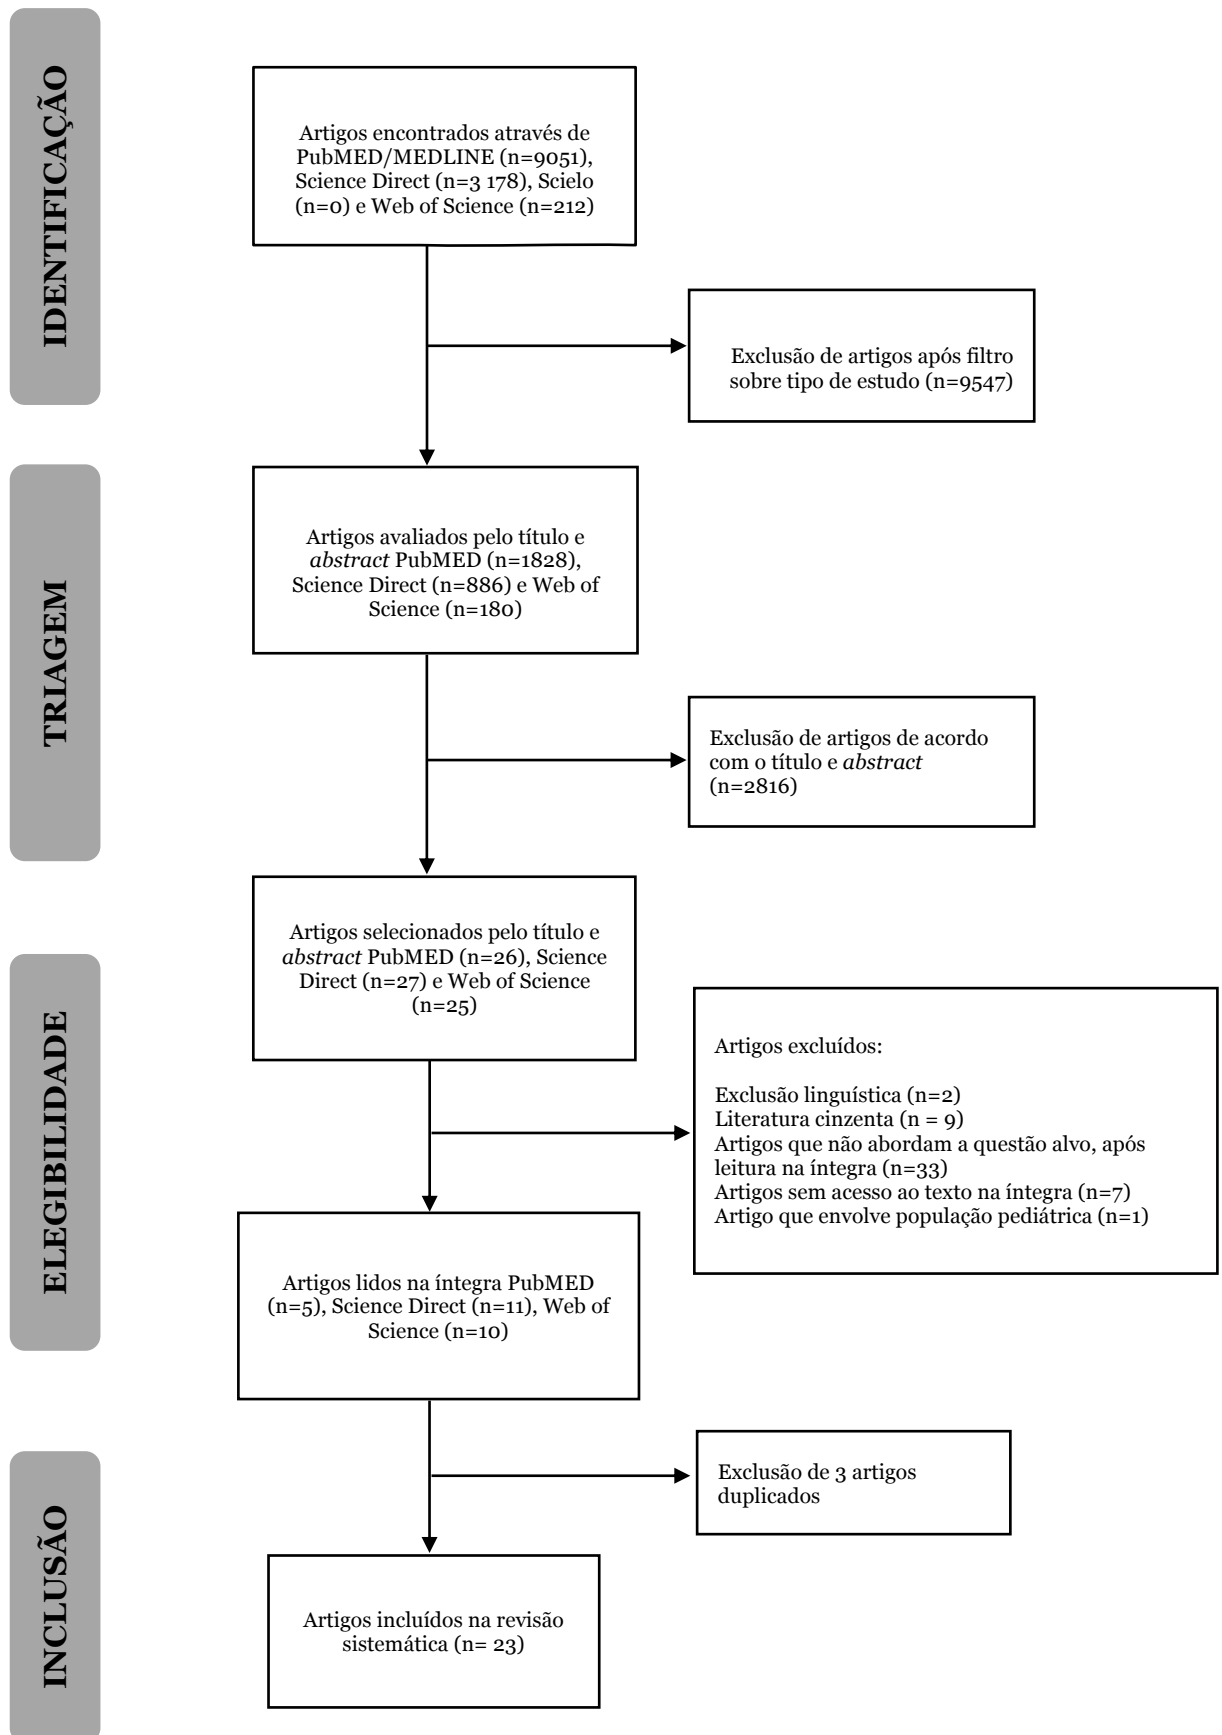 IDENTIFICAÇÃO
Artigos encontrados através de
PubMED/MEDLINE (n=9051),
Science Direct (n=3 178), Scielo
(n=0) e Web of Science (n=212)
Exclusão de artigos após filtro
sobre tipo de estudo (n=9547)
TRIAGEM
Artigos avaliados pelo título e
abstract PubMED (n=1828),
Science Direct (n=886) e Web of
Science (n=180)
Exclusão de artigos de acordo
com o título e abstract
(n=2816)
ELEGIBILIDADE
Artigos selecionados pelo título e
abstract PubMED (n=26), Science
Direct (n=27) e Web of Science
(n=25)
Artigos excluídos:
Exclusão linguística (n=2)
Literatura cinzenta (n = 9)
Artigos que não abordam a questão alvo, após
leitura na íntegra (n=33)
Artigos sem acesso ao texto na íntegra (n=7)
Artigo que envolve população pediátrica (n=1)
Artigos lidos na íntegra PubMED
(n=5), Science Direct (n=11), Web of
Science (n=10)
INCLUSÃO
Exclusão de 3 artigos
duplicados
Artigos incluídos na revisão
sistemática (n= 23)